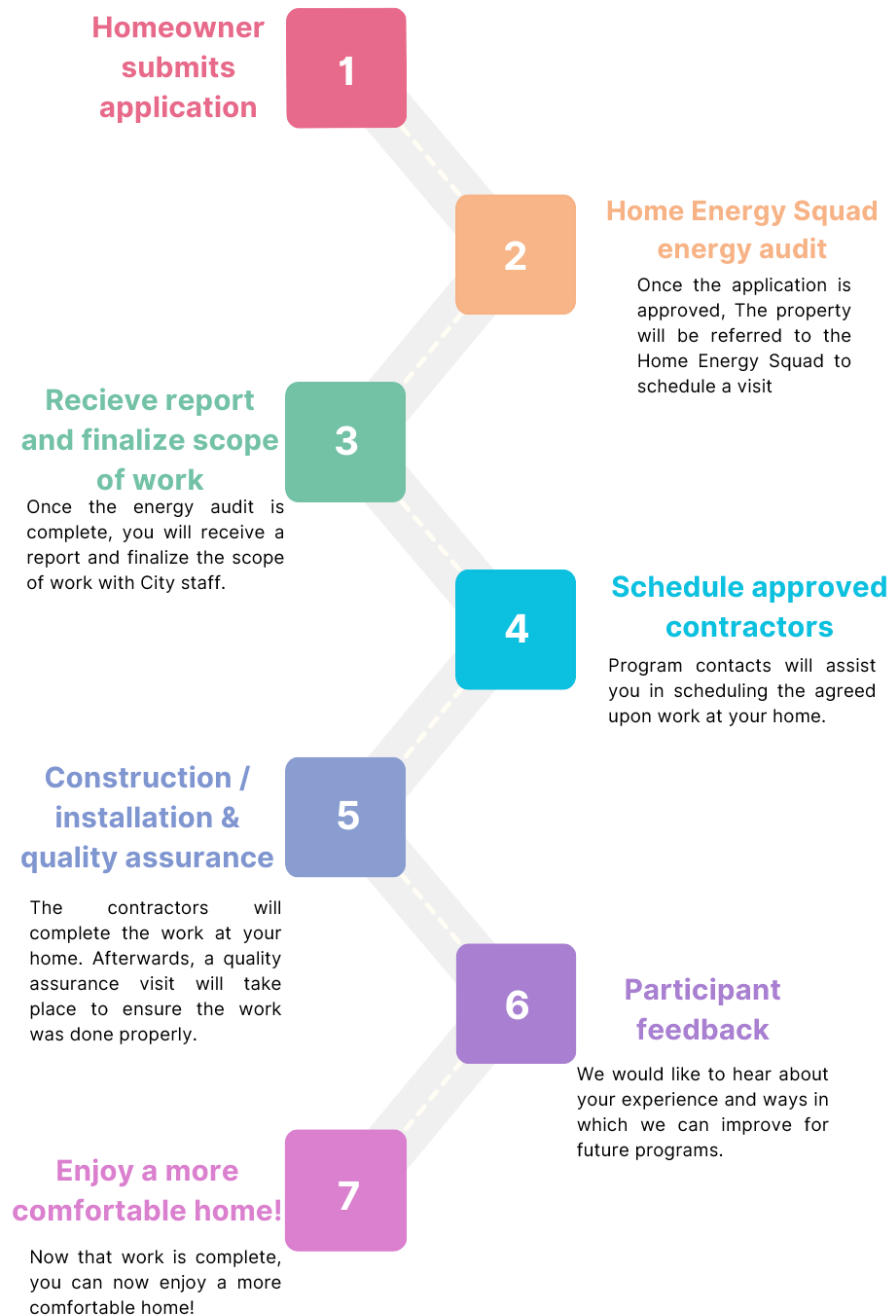 Homeowner
submits
application
1
2
Home Energy Squad
energy audit
Once the application is
approved, The property
will be referred to the
Home Energy Squad to
schedule a visit
Recieve report
and finalize scope
of work
3
Once the energy audit is
complete, you will receive a
report and finalize the scope
of work with City staff.
4
Schedule approved
contractors
Program contacts will assist
you in scheduling the agreed
upon work at your home.
Construction /
installation &
quality assurance
5
The contractors will
complete the work at your
home. Afterwards, a quality
assurance visit will take
place to ensure the work
was done properly.
6
Participant
feedback
We would like to hear about
your experience and ways in
which we can improve for
future programs.
Enjoy a more
comfortable home!
7
Now that work is complete,
you can now enjoy a more
comfortable home!